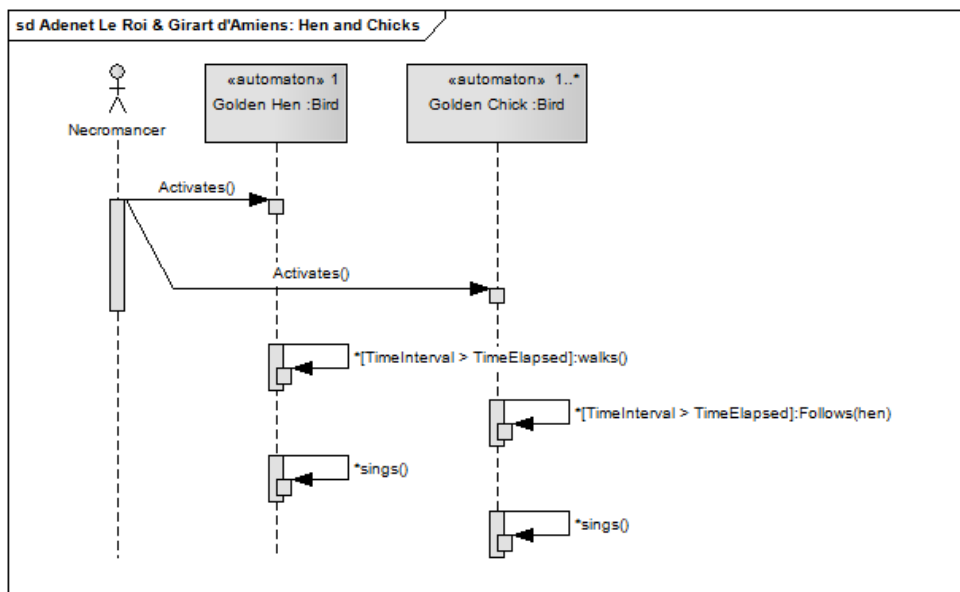 sd Adenet Le Roi & Girart d'Amiens: Hen and Chicks
«automaton» 1
Golden Hen :Bird
«automaton» 1..*
Golden Chick :Bird
Necromancer
Activates()
Activates()
*[TimeInterval > TimeElapsed]:walks()
*[TimeInterval > TimeElapsed]:Follows(hen)
*sings()
*sings()